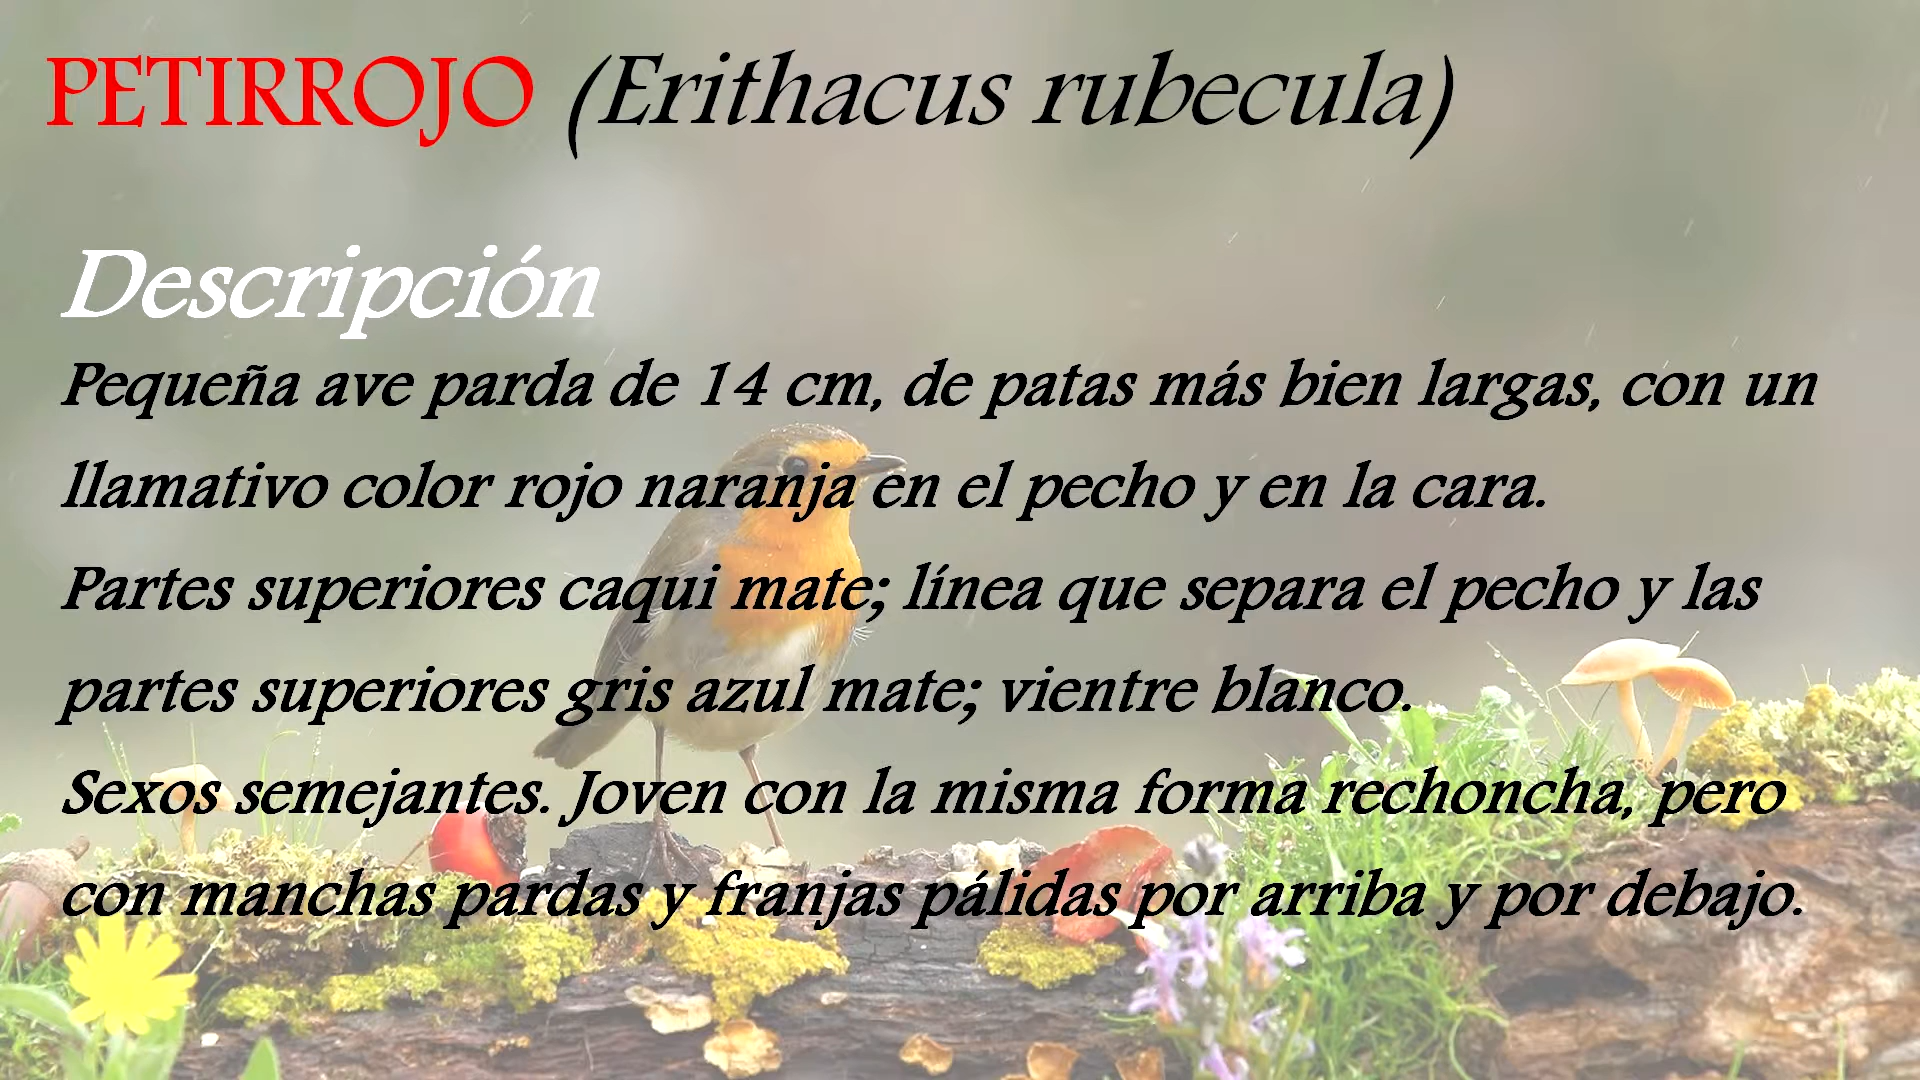 PETIRROJO (Erithacus rubecula)
Descripción
Pequeña ave parda de 14 cm, de patas más bien largas, con un
llamativo color rojo naranja en el pecho y en la cara.
Partes superiores caqui mate; línea que separa el pecho y las
partes superiores gris azul mate; vientre blanco.
Sexos semejantes. Joven con la misma forma rechoncha, pero
con manchas pardas y franjas pálidas por arriba y por debajo.